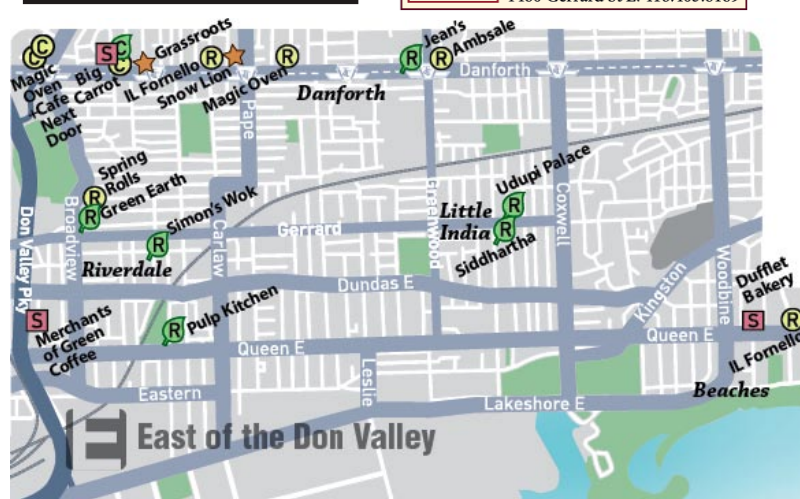 Jean's
Ambsale
Grassroots
C
C
S
C
C
R
R
R
R
Magic
Oven
+Cafe
Next
Door
Big
Carrot
IL Fornello
Snow Lion
Magic Oven
Danforth
Danforth
Pape
Spring
Rolls
R
Green Earth
R
Simon's Wok
R
Udupi Palace
R
Little
India
R
Siddhartha
Don Valley Pky
Broadview
Riverdale
Carlaw
Gerrard
Greenwood
Coxwell
Dundas E
Kingston
Woodbine
Dufflet
Bakery
S
R
IL Fornello
S
Merchants
of Green
Coffee
R
Pulp Kitchen
Queen E
Queen E
Beaches
Eastern
Leslie
Lakeshore E
East of the Don Valley